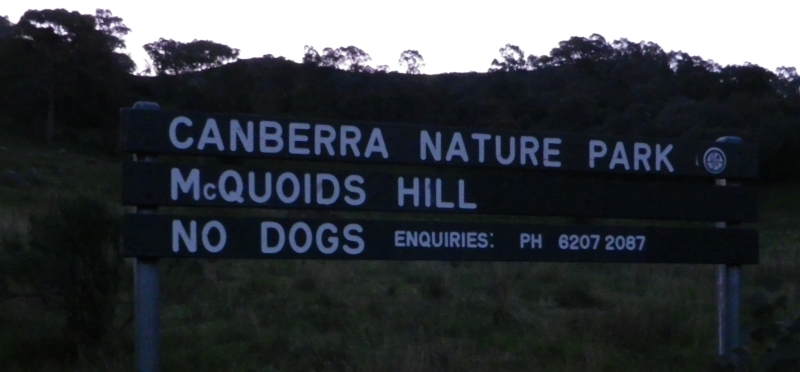 CANBERRA NATURE PARK
McQUOIDS HILL
NO DOGS ENQUIRIES: PH 6207 2087